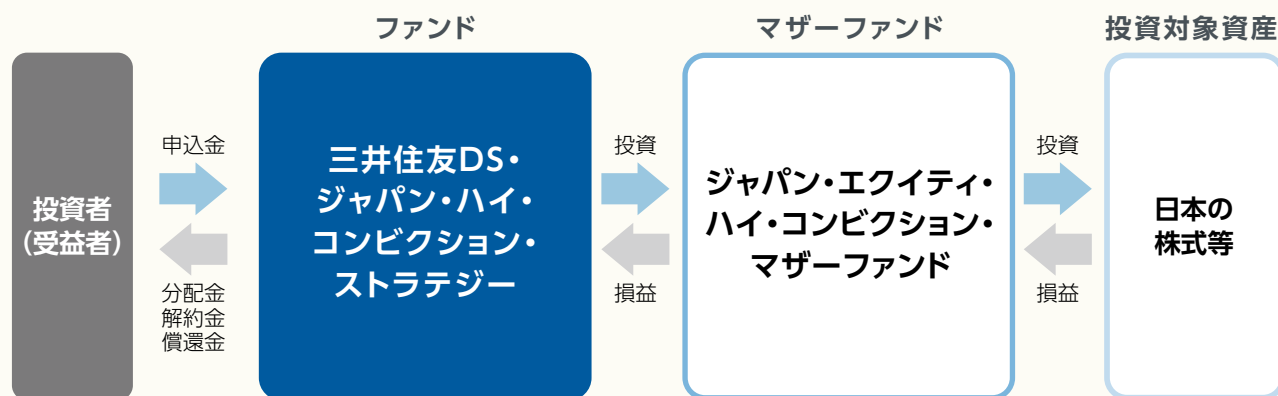 ファンド
マザーファンド
投資対象資産
投資者
(受益者)
申込金
分配金
解約金
償還金
三井住友DS・
ジャパン・ハイ・
コンビクション・
ストラテジー
投資
損益
ジャパン・エクイティ・
ハイ・コンビクション・
マザーファンド
投資
損益
日本の
株式等